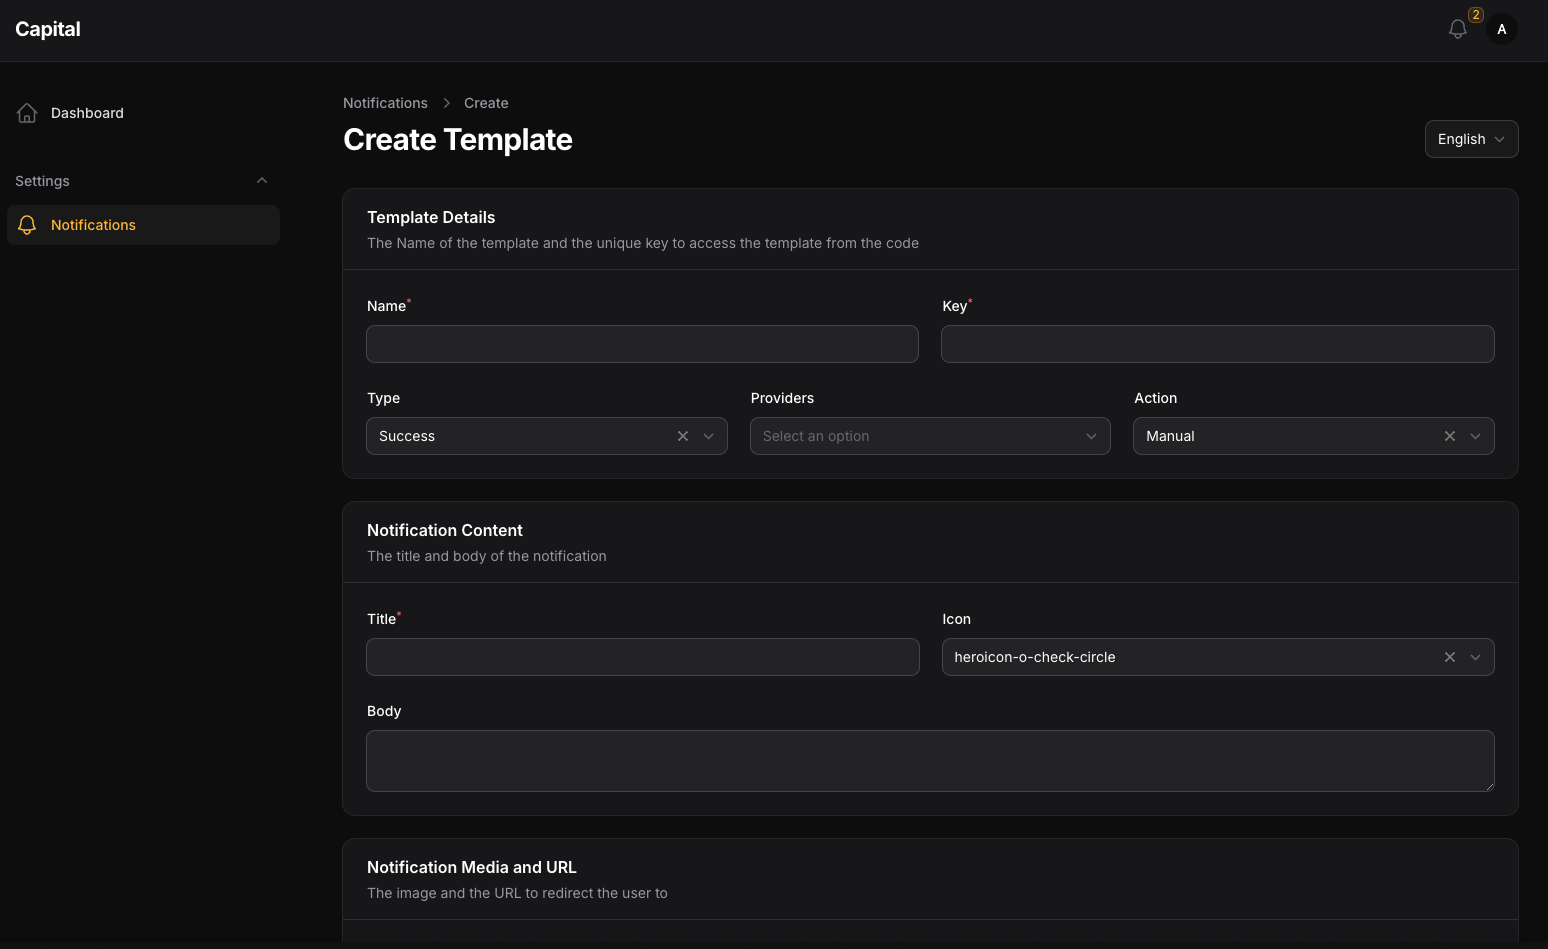 Capital
2
A
Dashboard
Settings
Notifications
Notifications > Create
Create Template
English
Template Details
The Name of the template and the unique key to access the template from the code
Name*
Key*
Type
Providers
Action
Success
Select an option
Manual
Notification Content
The title and body of the notification
Title*
Icon
heroicon-o-check-circle
Body
Notification Media and URL
The image and the URL to redirect the user to